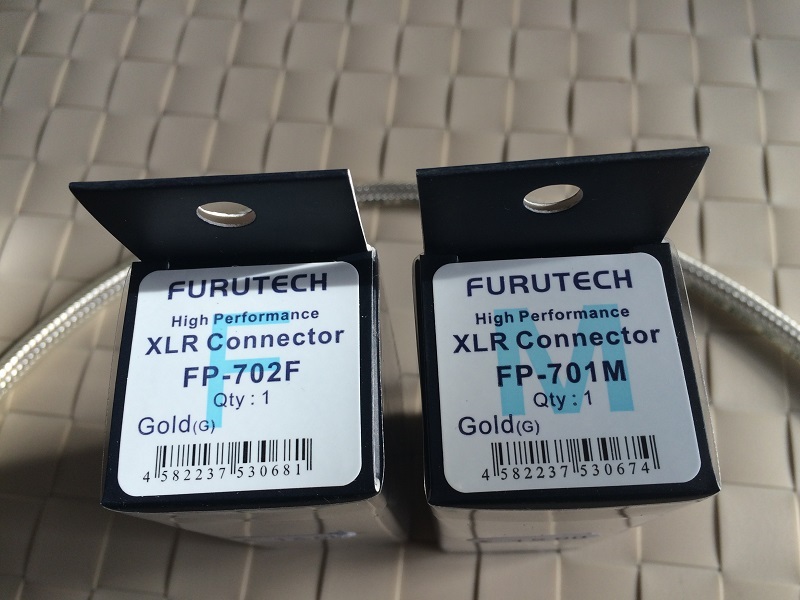 FURUTECH
High Performance
XLR Connector
F
FP-702F
Qty : 1
Gold(G)
4 582237 530681
FURUTECH
High Performance
XLR Connector
M
FP-701M
Qty : 1
Gold(G)
4 582237 530674